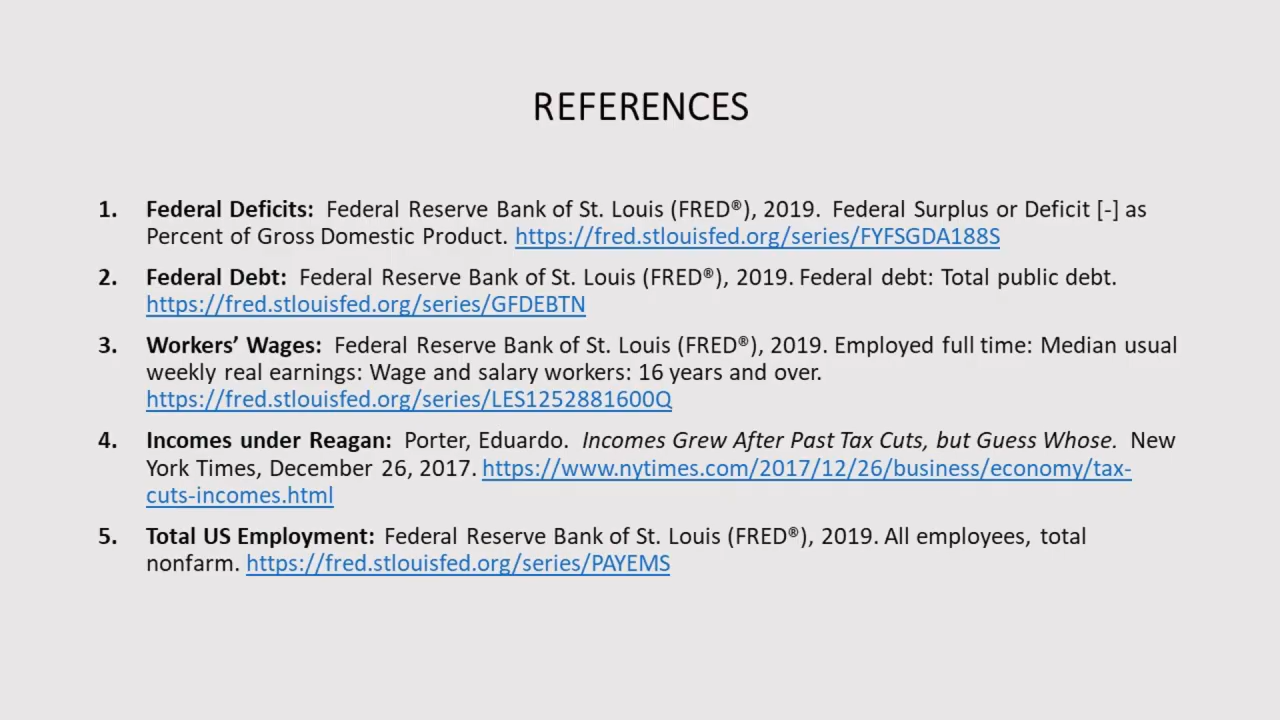 REFERENCES
1. Federal Deficits: Federal Reserve Bank of St. Louis (FRED®), 2019. Federal Surplus or Deficit [-] as
Percent of Gross Domestic Product. https://fred.stlouisfed.org/series/FYFSGDA188S
2. Federal Debt: Federal Reserve Bank of St. Louis (FRED®), 2019. Federal debt: Total public debt.
https://fred.stlouisfed.org/series/GFDEBTN
3. Workers’ Wages: Federal Reserve Bank of St. Louis (FRED®), 2019. Employed full time: Median usual
weekly real earnings: Wage and salary workers: 16 years and over.
https://fred.stlouisfed.org/series/LES1252881600Q
4. Incomes under Reagan: Porter, Eduardo. Incomes Grew After Past Tax Cuts, but Guess Whose. New
York Times, December 26, 2017. https://www.nytimes.com/2017/12/26/business/economy/tax-
cuts-incomes.html
5. Total US Employment: Federal Reserve Bank of St. Louis (FRED®), 2019. All employees, total
nonfarm. https://fred.stlouisfed.org/series/PAYEMS